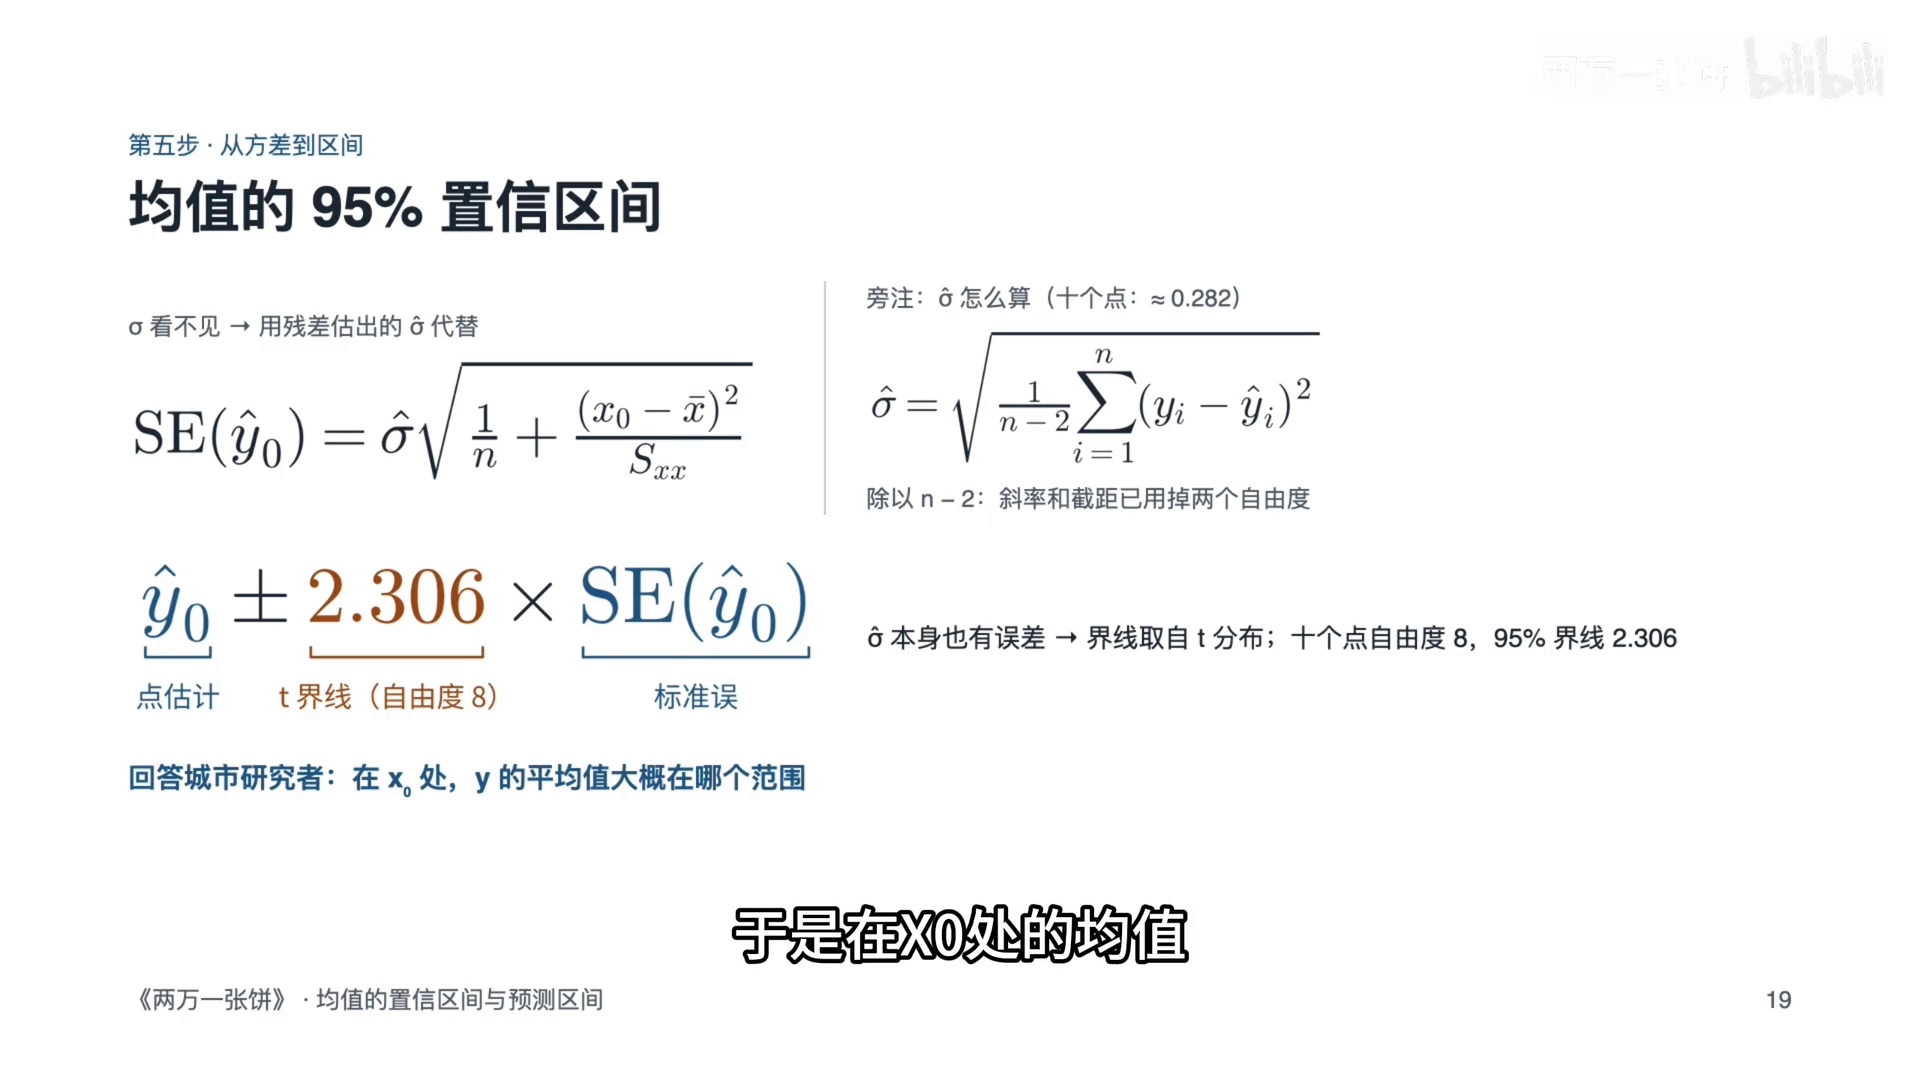 两万一张饼 bilibili
第五步 · 从方差到区间
均值的 95% 置信区间
σ 看不见 → 用残差估出的 σ̂ 代替
SE(ŷ₀) = σ̂√(1/n + (x₀ − x̄)²/Sₓₓ)
旁注：σ̂ 怎么算（十个点：≈ 0.282）
σ̂ = √(1/(n − 2) ∑ᵢ₌₁ⁿ (yᵢ − ŷᵢ)²)
除以 n − 2：斜率和截距已用掉两个自由度
ŷ₀ ± 2.306 × SE(ŷ₀)
点估计 t 界线（自由度 8） 标准误
σ̂ 本身也有误差 → 界线取自 t 分布；十个点自由度 8，95% 界线 2.306
回答城市研究者：在 x₀ 处，y 的平均值大概在哪个范围
于是在X0处的均值
《两万一张饼》 · 均值的置信区间与预测区间
19